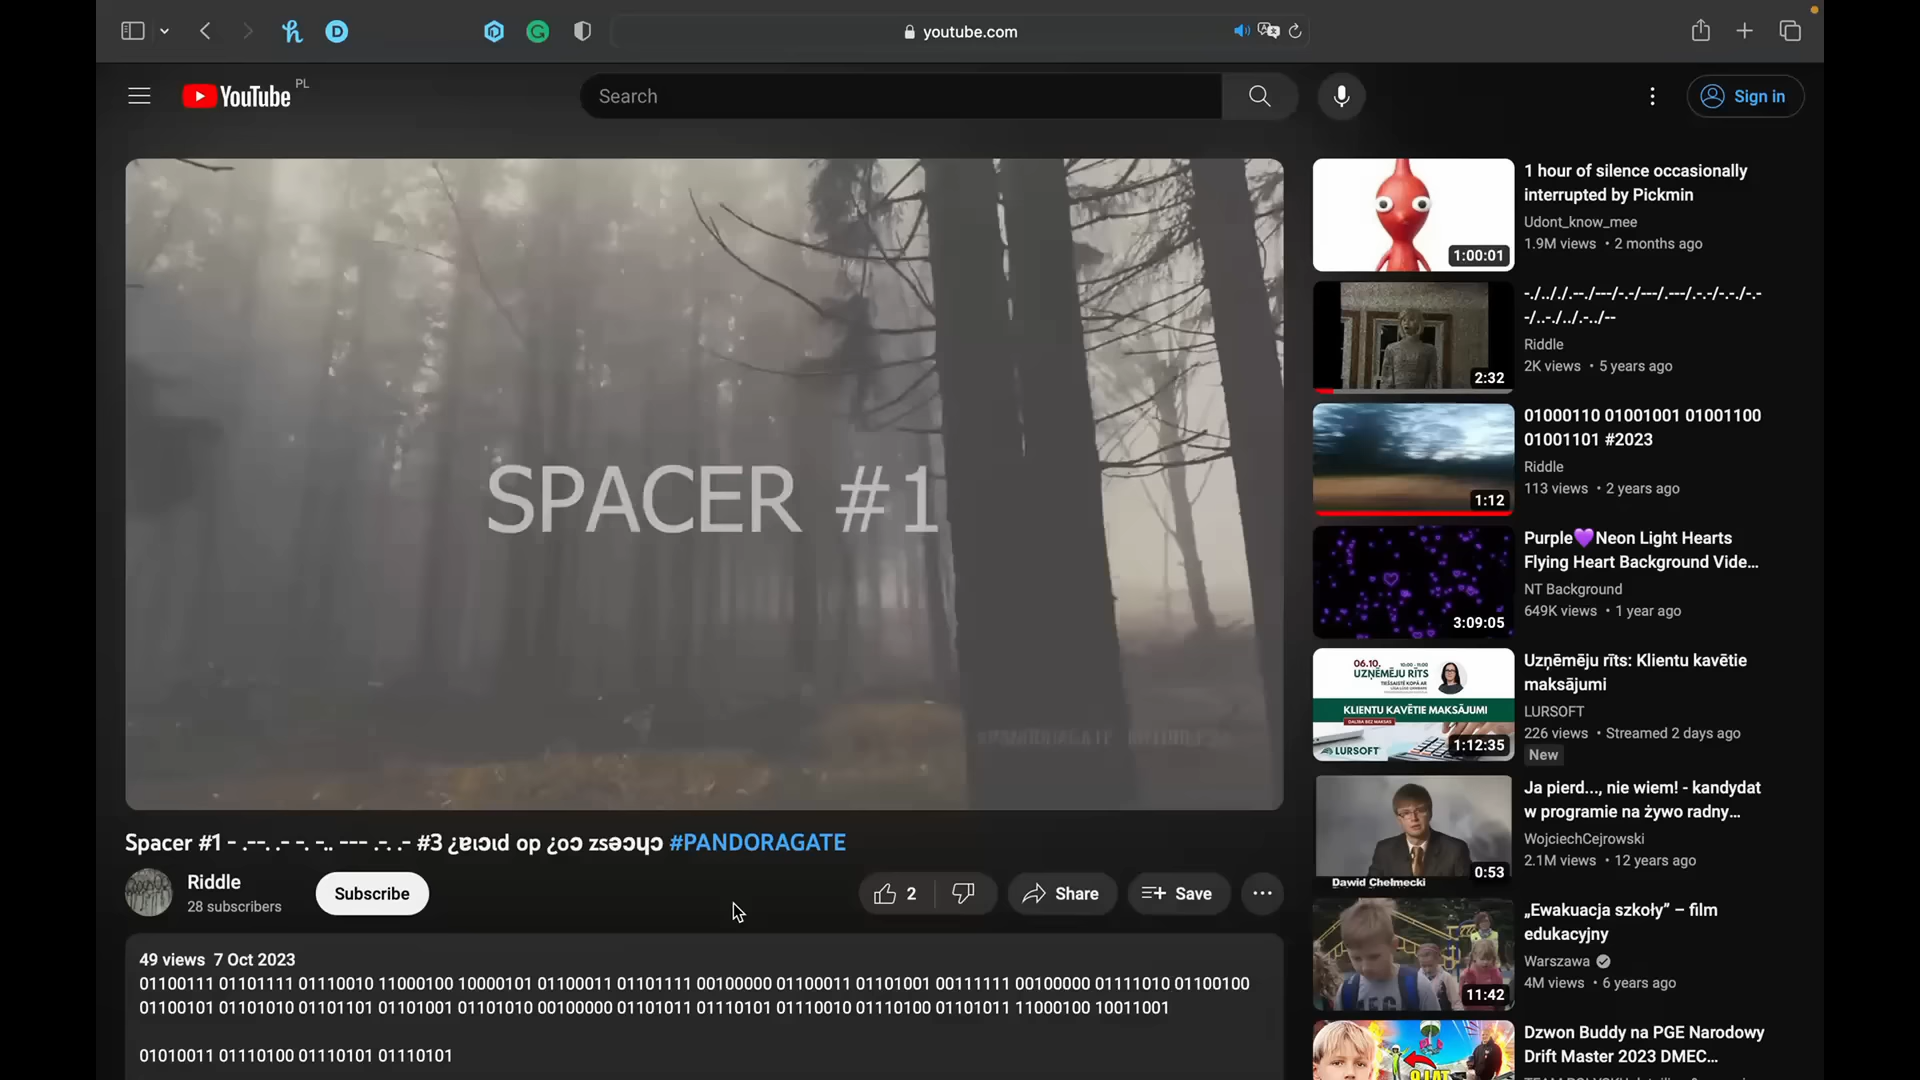 youtube.com
YouTube PL
Search
Sign in
SPACER #1
Spacer #1 - .--. .- -. -.. --- .-. .- #3 ¿ɐıɔıd op ¿oɔ zsǝɔɥɔ #PANDORAGATE
Riddle
28 subscribers
Subscribe
2
Share
Save
49 views 7 Oct 2023
01100111 01101111 01110010 11000100 10000101 01100011 01101111 00100000 01100011 01101001 00111111 00100000 01111010 01100100
01100101 01101010 01101101 01101001 01101010 00100000 01101011 01110101 01110010 01110100 01101011 11000100 10011001
01010011 01110100 01110101 01110101
1:00:01
1 hour of silence occasionally
interrupted by Pickmin
Udont_know_mee
1.9M views • 2 months ago
2:32
-./.././.--./---/-.-/---/.---/.-.-/-.-./-.-
-/..-./../.-../--
Riddle
2K views • 5 years ago
1:12
01000110 01001001 01001100
01001101 #2023
Riddle
113 views • 2 years ago
3:09:05
Purple💜Neon Light Hearts
Flying Heart Background Vide...
NT Background
649K views • 1 year ago
06.10.
UZŅĒMĒJU RĪTS
KLIENTU KAVĒTIE MAKSĀJUMI
LURSOFT
1:12:35
Uzņēmēju rīts: Klientu kavētie
maksājumi
LURSOFT
226 views • Streamed 2 days ago
New
Dawid Chełmecki
0:53
Ja pierd..., nie wiem! - kandydat
w programie na żywo radny...
WojciechCejrowski
2.1M views • 12 years ago
11:42
„Ewakuacja szkoły” – film
edukacyjny
Warszawa
4M views • 6 years ago
Dzwon Buddy na PGE Narodowy
Drift Master 2023 DMEC...